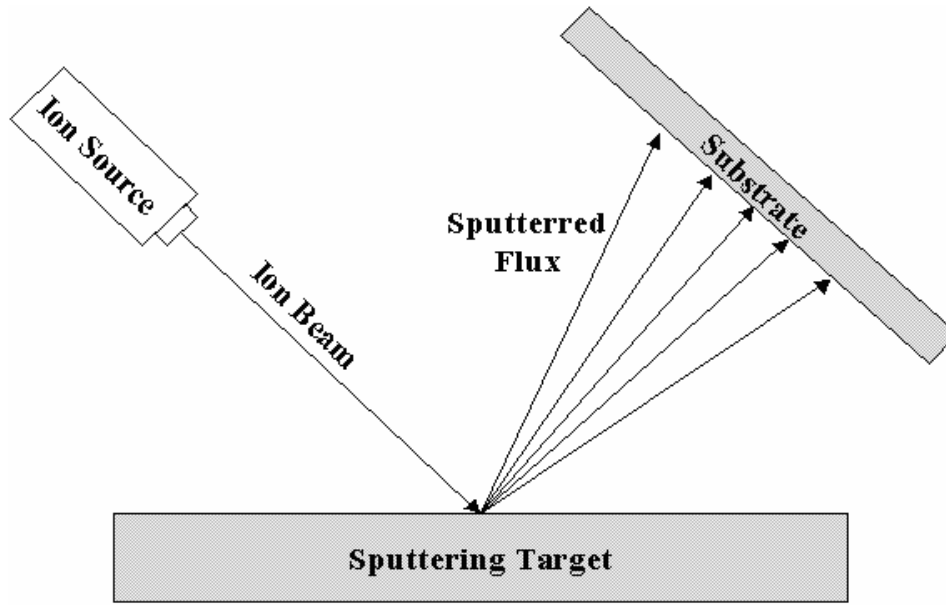 Ion Source
Ion Beam
Sputterred
Flux
Substrate
Sputtering Target